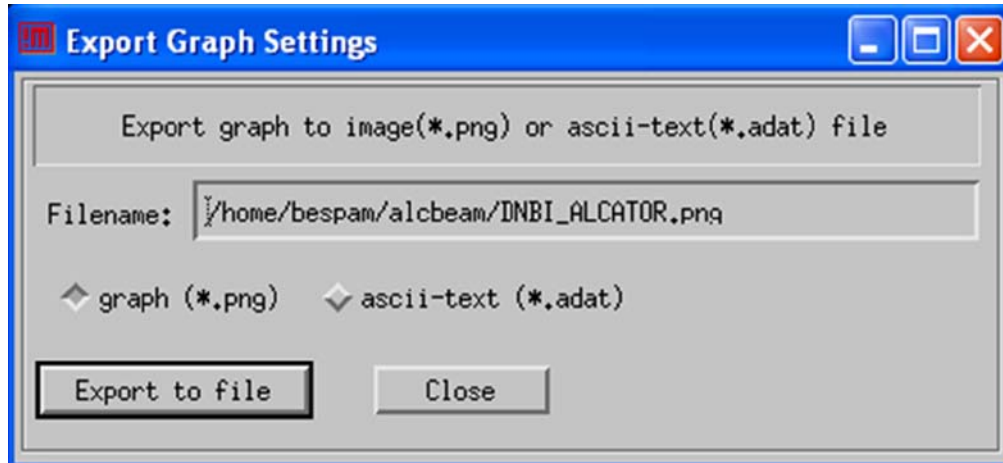 Export Graph Settings
Export graph to image(*.png) or ascii-text(*.adat) file
Filename: /home/bespam/alcbeam/DNBI_ALCATOR.png
graph (*.png) ascii-text (*.adat)
Export to file Close